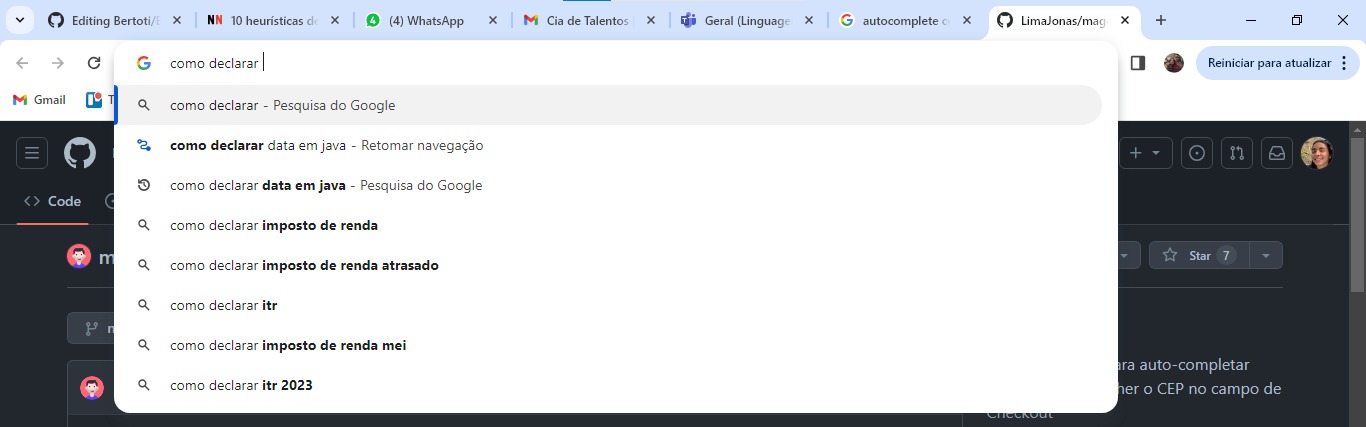 Editing Bertoti/
10 heurísticas de
(4) WhatsApp
Cia de Talentos
Geral (Language
autocomplete c
LimaJonas/mag
como declarar
Reiniciar para atualizar
Gmail
como declarar - Pesquisa do Google
como declarar data em java - Retomar navegação
como declarar data em java - Pesquisa do Google
Code
como declarar imposto de renda
como declarar imposto de renda atrasado
Star 7
como declarar itr
como declarar imposto de renda mei
ara auto-completar
como declarar itr 2023
her o CEP no campo de
Checkout